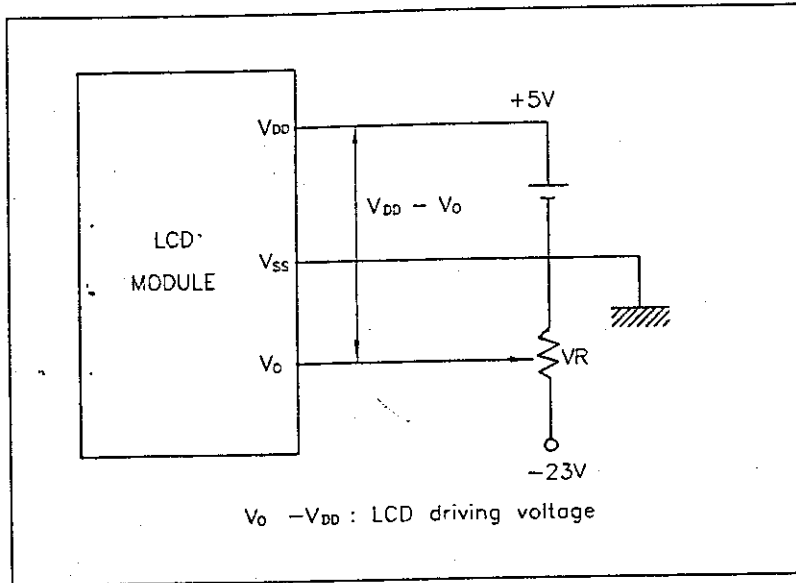 +5V
VDD
VDD – VO
LCD
MODULE
VSS
VO
VR
−23V
VO −VDD : LCD driving voltage